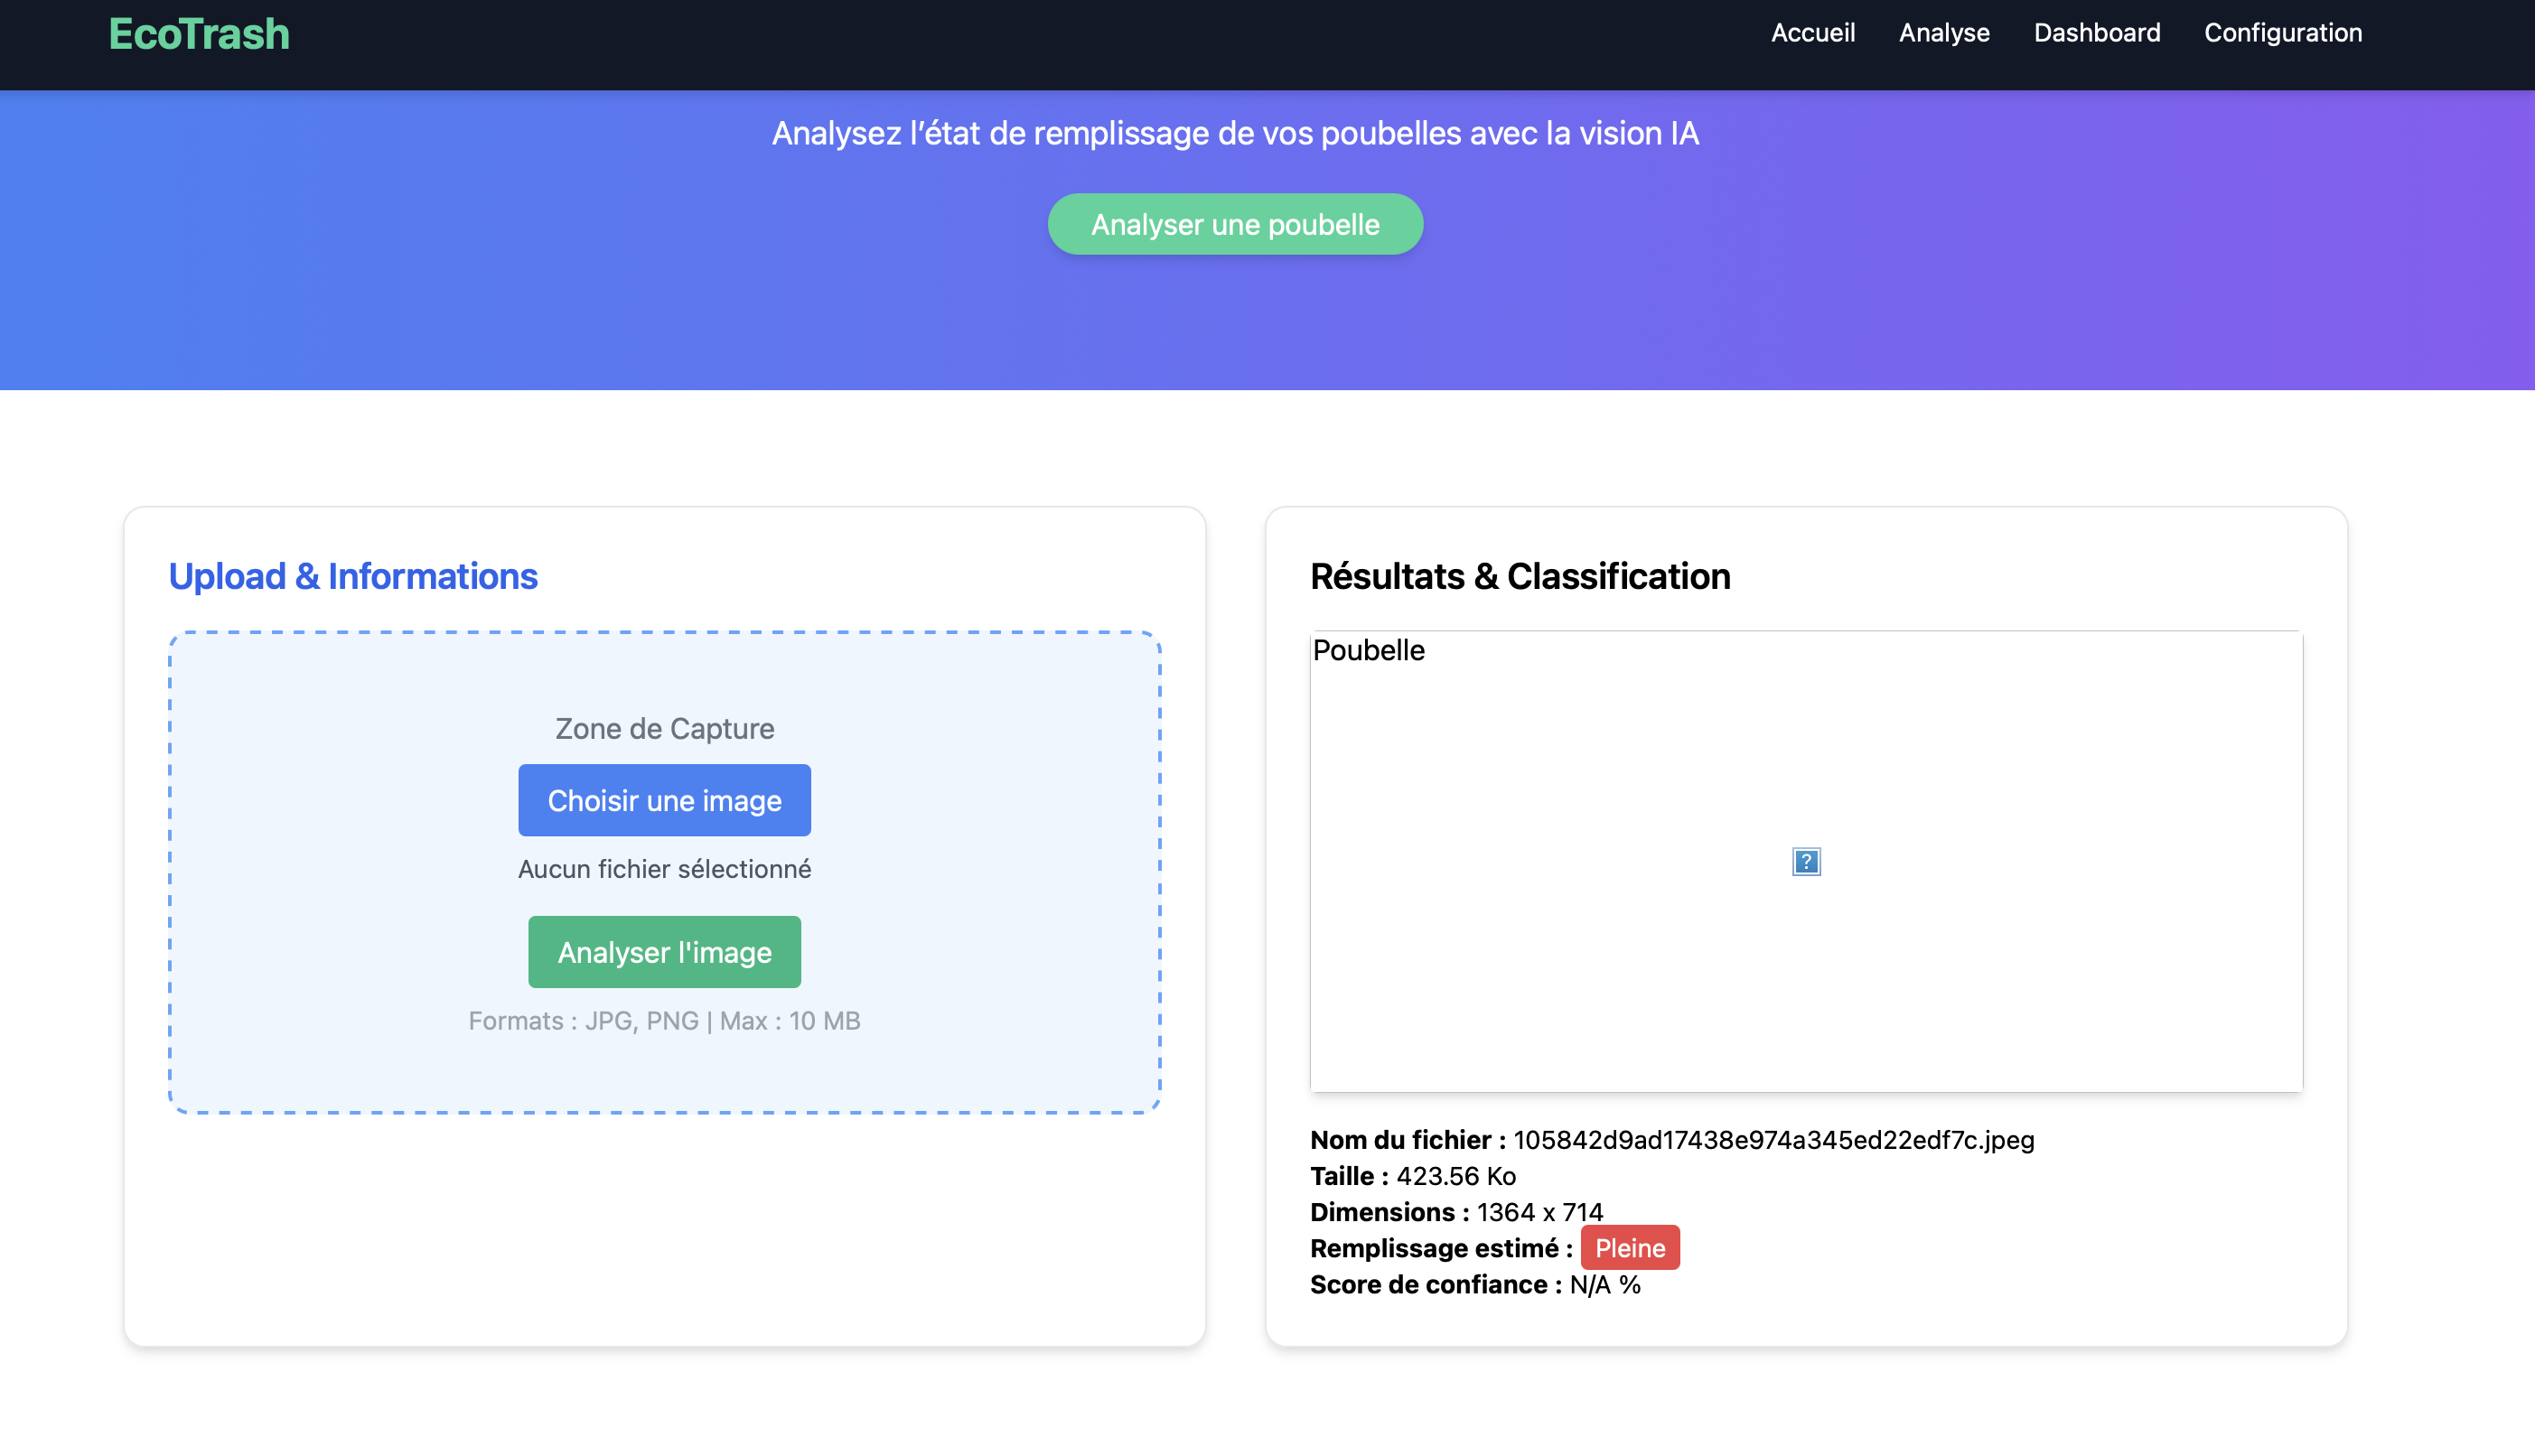 EcoTrash
Accueil Analyse Dashboard Configuration
Analysez l’état de remplissage de vos poubelles avec la vision IA
Analyser une poubelle
Upload & Informations
Zone de Capture
Choisir une image
Aucun fichier sélectionné
Analyser l'image
Formats : JPG, PNG | Max : 10 MB
Résultats & Classification
Poubelle
?
Nom du fichier : 105842d9ad17438e974a345ed22edf7c.jpeg
Taille : 423.56 Ko
Dimensions : 1364 x 714
Remplissage estimé : Pleine
Score de confiance : N/A %